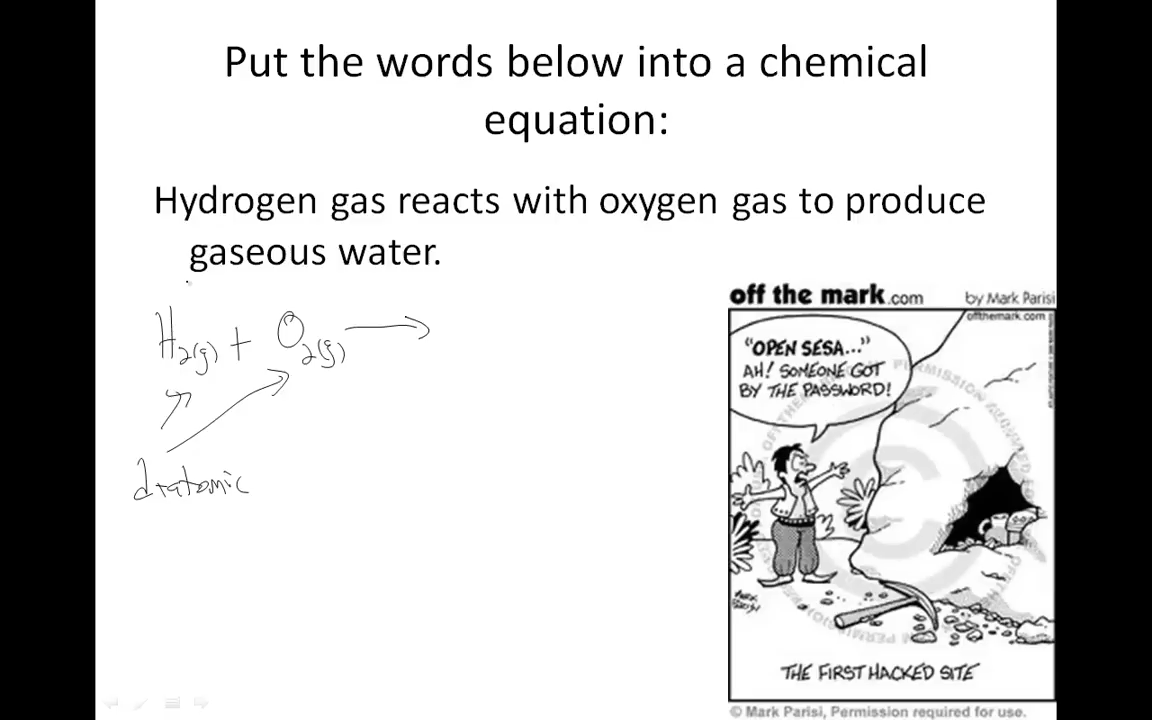 Put the words below into a chemical
equation:
Hydrogen gas reacts with oxygen gas to produce
gaseous water.
H2(g) + O2(g) →
diatomic
off the mark.com by Mark Parisi
offthemark.com
"OPEN SESA..."
AH! SOMEONE GOT
BY THE PASSWORD!
THE FIRST HACKED SITE
© Mark Parisi, Permission required for use.